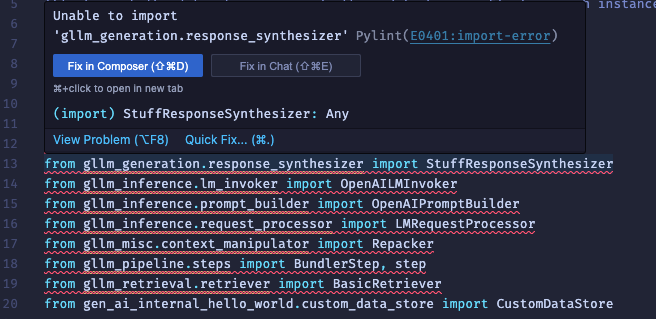 5
instanc
Unable to import
'gllm_generation.response_synthesizer' Pylint(E0401:import-error)
Fix in Composer (⇧⌘D)
Fix in Chat (⇧⌘E)
⌘+click to open in new tab
(import) StuffResponseSynthesizer: Any
View Problem (⌥F8)
Quick Fix... (⌘.)
6
7
8
9
10
11
12
13 from gllm_generation.response_synthesizer import StuffResponseSynthesizer
14 from gllm_inference.lm_invoker import OpenAILMInvoker
15 from gllm_inference.prompt_builder import OpenAIPromptBuilder
16 from gllm_inference.request_processor import LMRequestProcessor
17 from gllm_misc.context_manipulator import Repacker
18 from gllm_pipeline.steps import BundlerStep, step
19 from gllm_retrieval.retriever import BasicRetriever
20 from gen_ai_internal_hello_world.custom_data_store import CustomDataStore